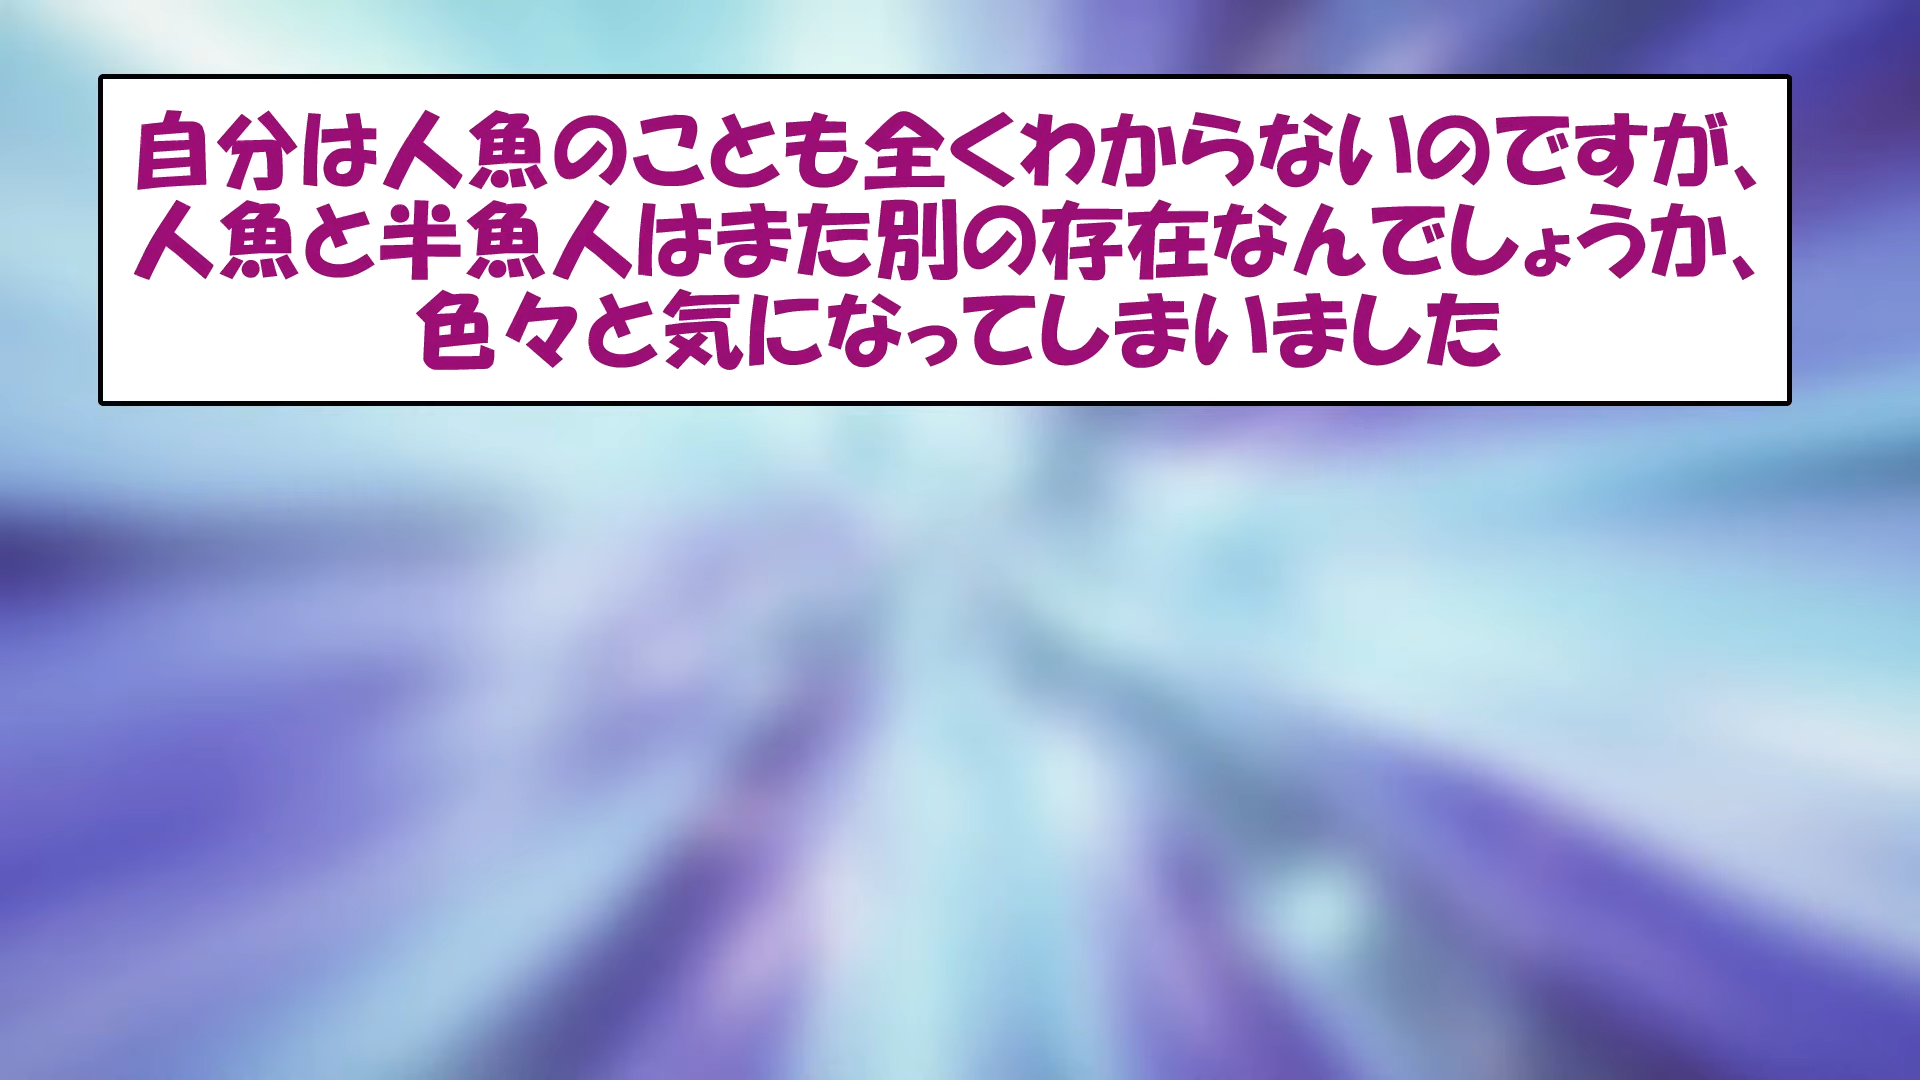 自分は人魚のことも全くわからないのですが、
人魚と半魚人はまた別の存在なんでしょうか、
色々と気になってしまいました